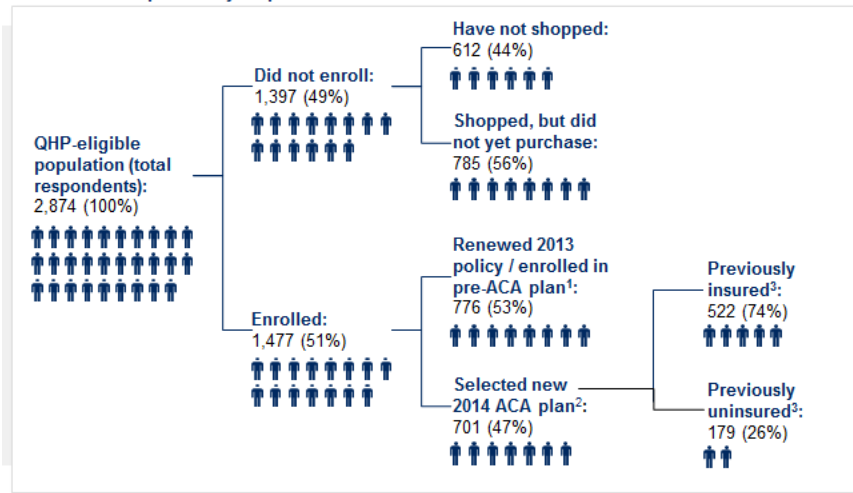 QHP-eligible
population (total
respondents):
2,874 (100%)
Did not enroll:
1,397 (49%)
Enrolled:
1,477 (51%)
Have not shopped:
612 (44%)
Shopped, but did
not yet purchase:
785 (56%)
Renewed 2013
policy / enrolled in
pre-ACA plan¹:
776 (53%)
Selected new
2014 ACA plan²:
701 (47%)
Previously
insured³:
522 (74%)
Previously
uninsured³:
179 (26%)